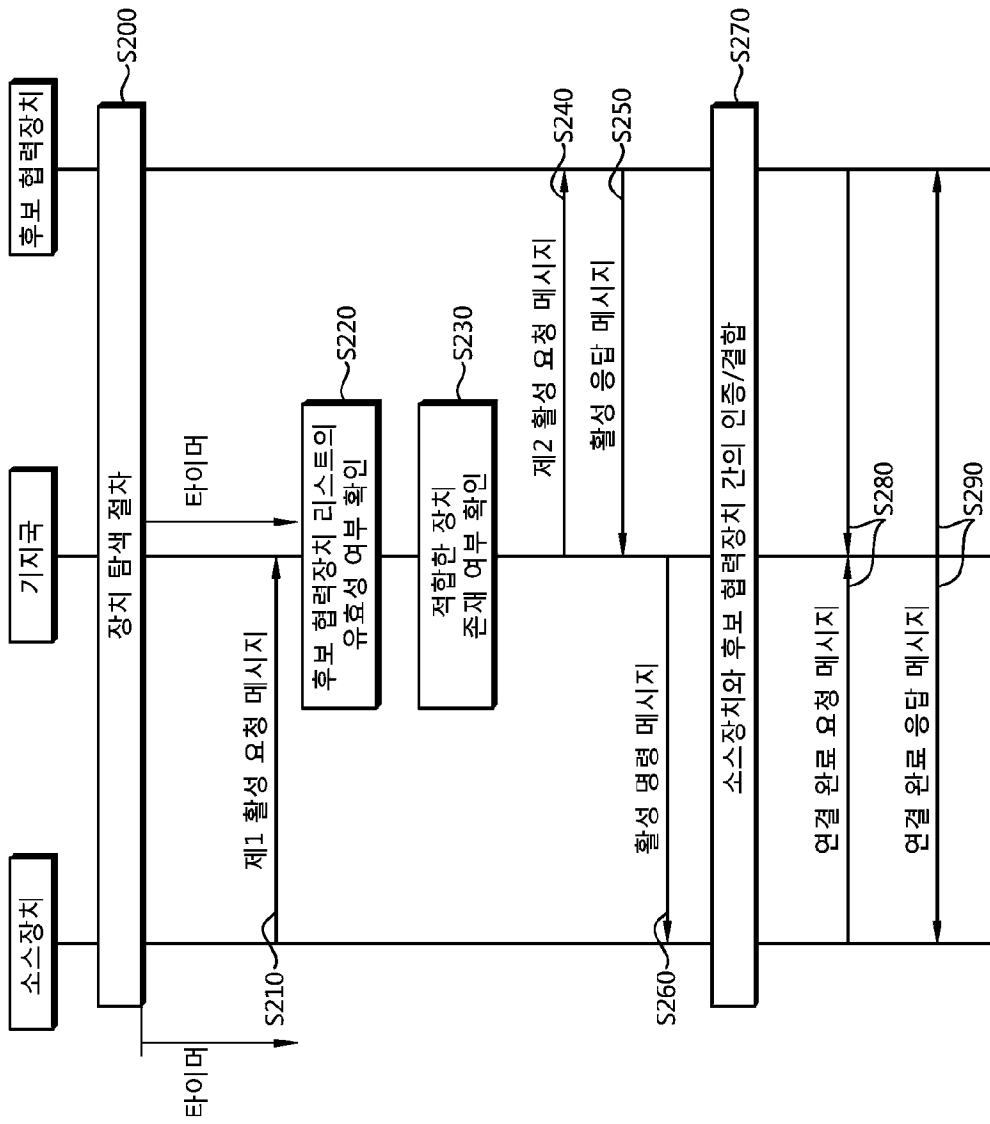 소스장치
기지국
후보 협력장치
장치 탐색 절차
S200
타이머
타이머
제1 활성 요청 메시지
S210
후보 협력장치 리스트의
유효성 여부 확인
S220
적합한 장치
존재 여부 확인
S230
제2 활성 요청 메시지
S240
활성 응답 메시지
S250
활성 명령 메시지
S260
소스장치와 후보 협력장치 간의 인증/결합
S270
연결 완료 요청 메시지
S280
연결 완료 응답 메시지
S290